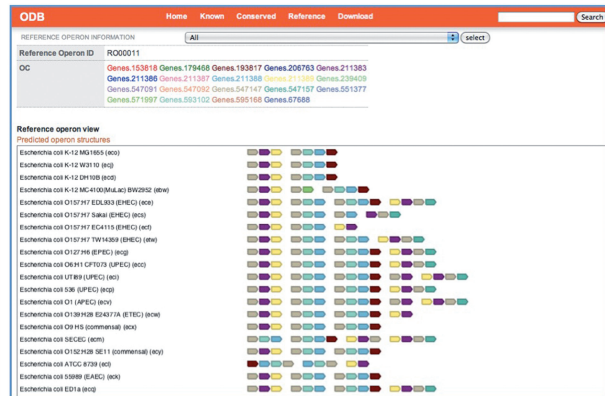 ODB Home Known Conserved Reference Download Search
REFERENCE OPERON INFORMATION All select
Reference Operon ID RO00011
OC Genes.153818 Genes.179468 Genes.193817 Genes.206763 Genes.211383
Genes.211386 Genes.211387 Genes.211388 Genes.211389 Genes.239409
Genes.547091 Genes.547092 Genes.547147 Genes.547157 Genes.551377
Genes.571997 Genes.593102 Genes.595168 Genes.67688
Reference operon view
Predicted operon structures
Escherichia coli K-12 MG1655 (eco)
Escherichia coli K-12 W3110 (ecj)
Escherichia coli K-12 DH10B (ecd)
Escherichia coli K-12 MC4100(MuLac) BW2952 (ebw)
Escherichia coli O157:H7 EDL933 (EHEC) (ece)
Escherichia coli O157:H7 Sakai (EHEC) (ecs)
Escherichia coli O157:H7 EC4115 (EHEC) (ecf)
Escherichia coli O157:H7 TW14359 (EHEC) (etw)
Escherichia coli O127:H6 (EPEC) (ecg)
Escherichia coli O6:H1 CFT073 (UPEC) (ecc)
Escherichia coli UTI89 (UPEC) (eci)
Escherichia coli 536 (UPEC) (ecp)
Escherichia coli O1 (APEC) (ecv)
Escherichia coli O139:H28 E24377A (ETEC) (ecw)
Escherichia coli O9 HS (commensal) (ecx)
Escherichia coli SECEC (ecm)
Escherichia coli O152:H28 SE11 (commensal) (ecy)
Escherichia coli ATCC 8739 (ecl)
Escherichia coli 55989 (EAEC) (eck)
Escherichia coli ED1a (ecq)